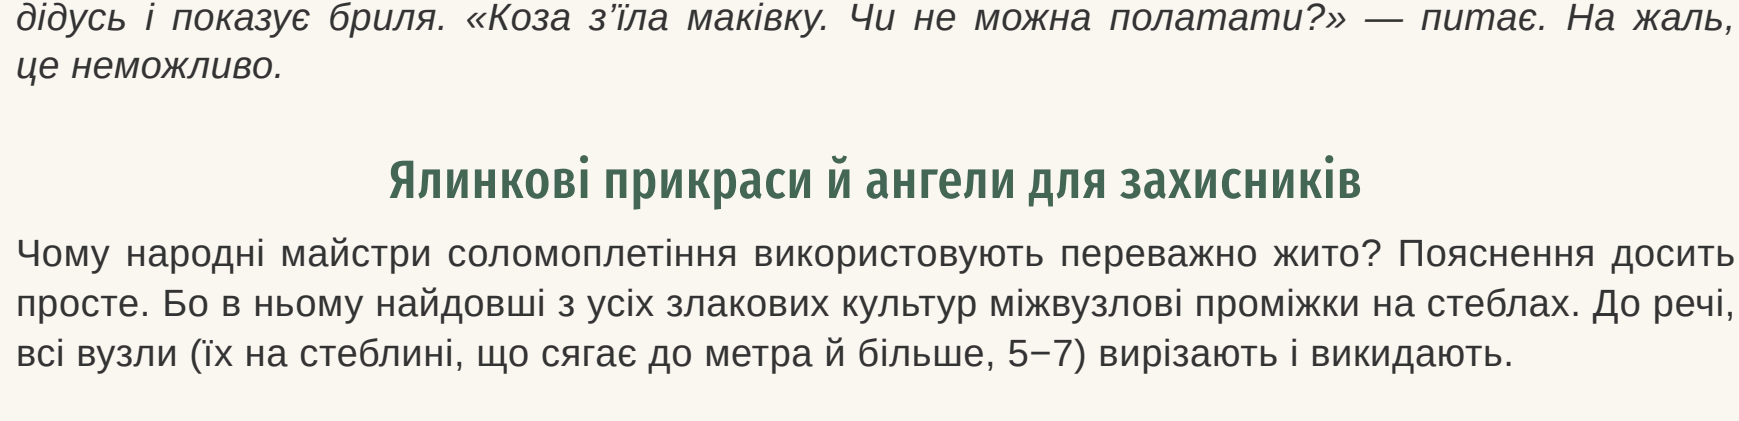 дідусь і показує бриля. «Коза з’їла маківку. Чи не можна полатати?» — питає. На жаль,
це неможливо.
Ялинкові прикраси й ангели для захисників
Чому народні майстри соломоплетіння використовують переважно жито? Пояснення досить
просте. Бо в ньому найдовші з усіх злакових культур міжвузлові проміжки на стеблах. До речі,
всі вузли (їх на стеблині, що сягає до метра й більше, 5−7) вирізають і викидають.